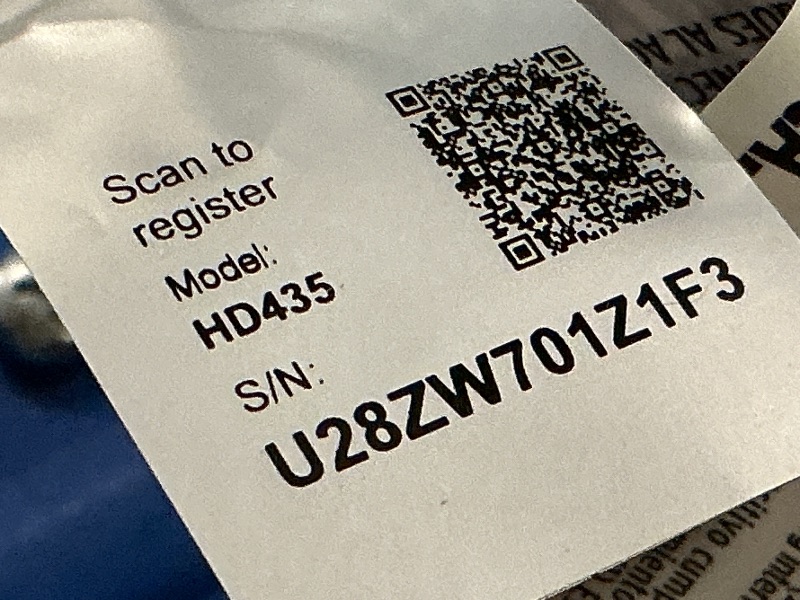 Scan to
register
Model:
HD435
S/N:
U28ZW701Z1F3